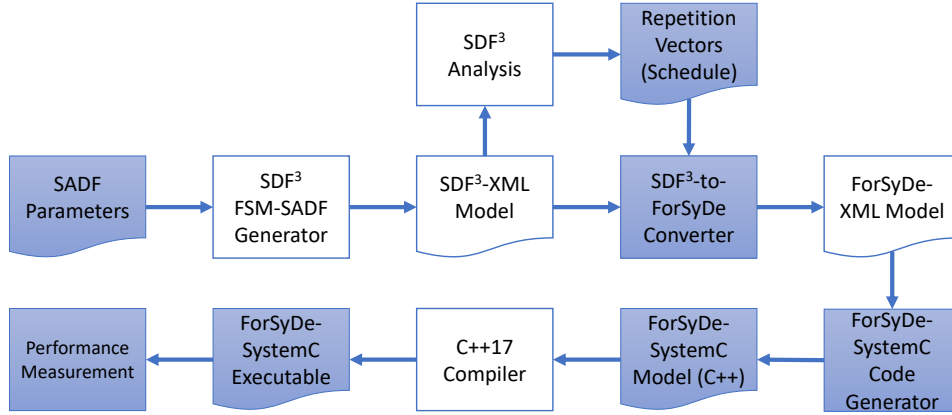 SDF³
Analysis
Repetition
Vectors
(Schedule)
SADF
Parameters
SDF³
FSM-SADF
Generator
SDF³-XML
Model
SDF³-to-
ForSyDe
Converter
ForSyDe-
XML Model
Performance
Measurement
ForSyDe-
SystemC
Executable
C++17
Compiler
ForSyDe-
SystemC
Model (C++)
ForSyDe-
SystemC
Code
Generator